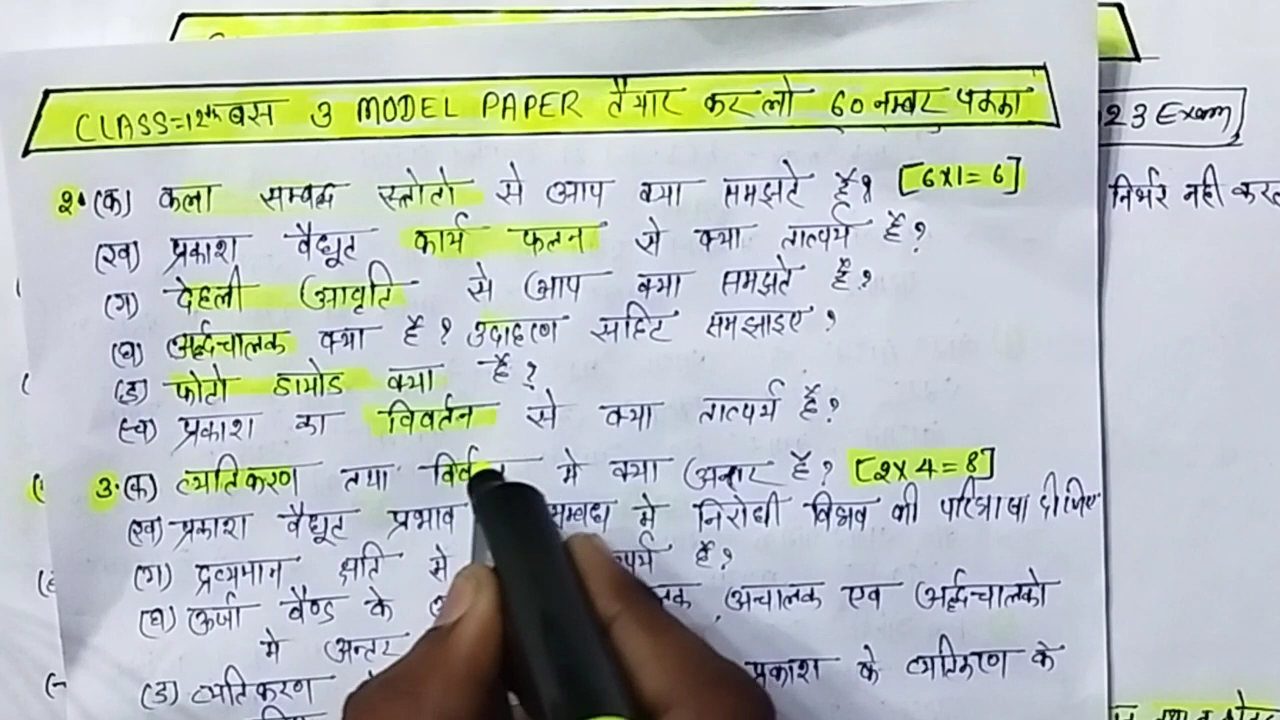 CLASS=12th बस 3 MODEL PAPER तैयार कर लो 60 नम्बर पक्का
23 Exam
निर्भर नही करत
2. (क) कला सम्बद्ध स्त्रोतो से आप क्या समझते हैं? [6x1=6]
(ख) प्रकाश वैद्युत कार्य फलन से क्या तात्पर्य हैं?
(ग) देहली आवृति से आप क्या समझते हैं?
(घ) अर्द्धचालक क्या हैं? उदाहरण सहित समझाइए?
(ड) फोटो डायोड क्या हैं?
(च) प्रकाश का विवर्तन से क्या तात्पर्य हैं?
3. (क) व्यतिकरण तथा में क्या अन्तर हैं? [2x4=8]
(ख) प्रकाश वैद्युत प्रभाव में निरोधी विभव की परिभाषा दीजिए
(ग) द्रव्यमान क्षति से हैं?
(घ) ऊर्जा वैण्ड के अचालक एवं अर्द्धचालको
में अन्तर
(ड) व्यतिकरण प्रकाश के व्यतिकरण के